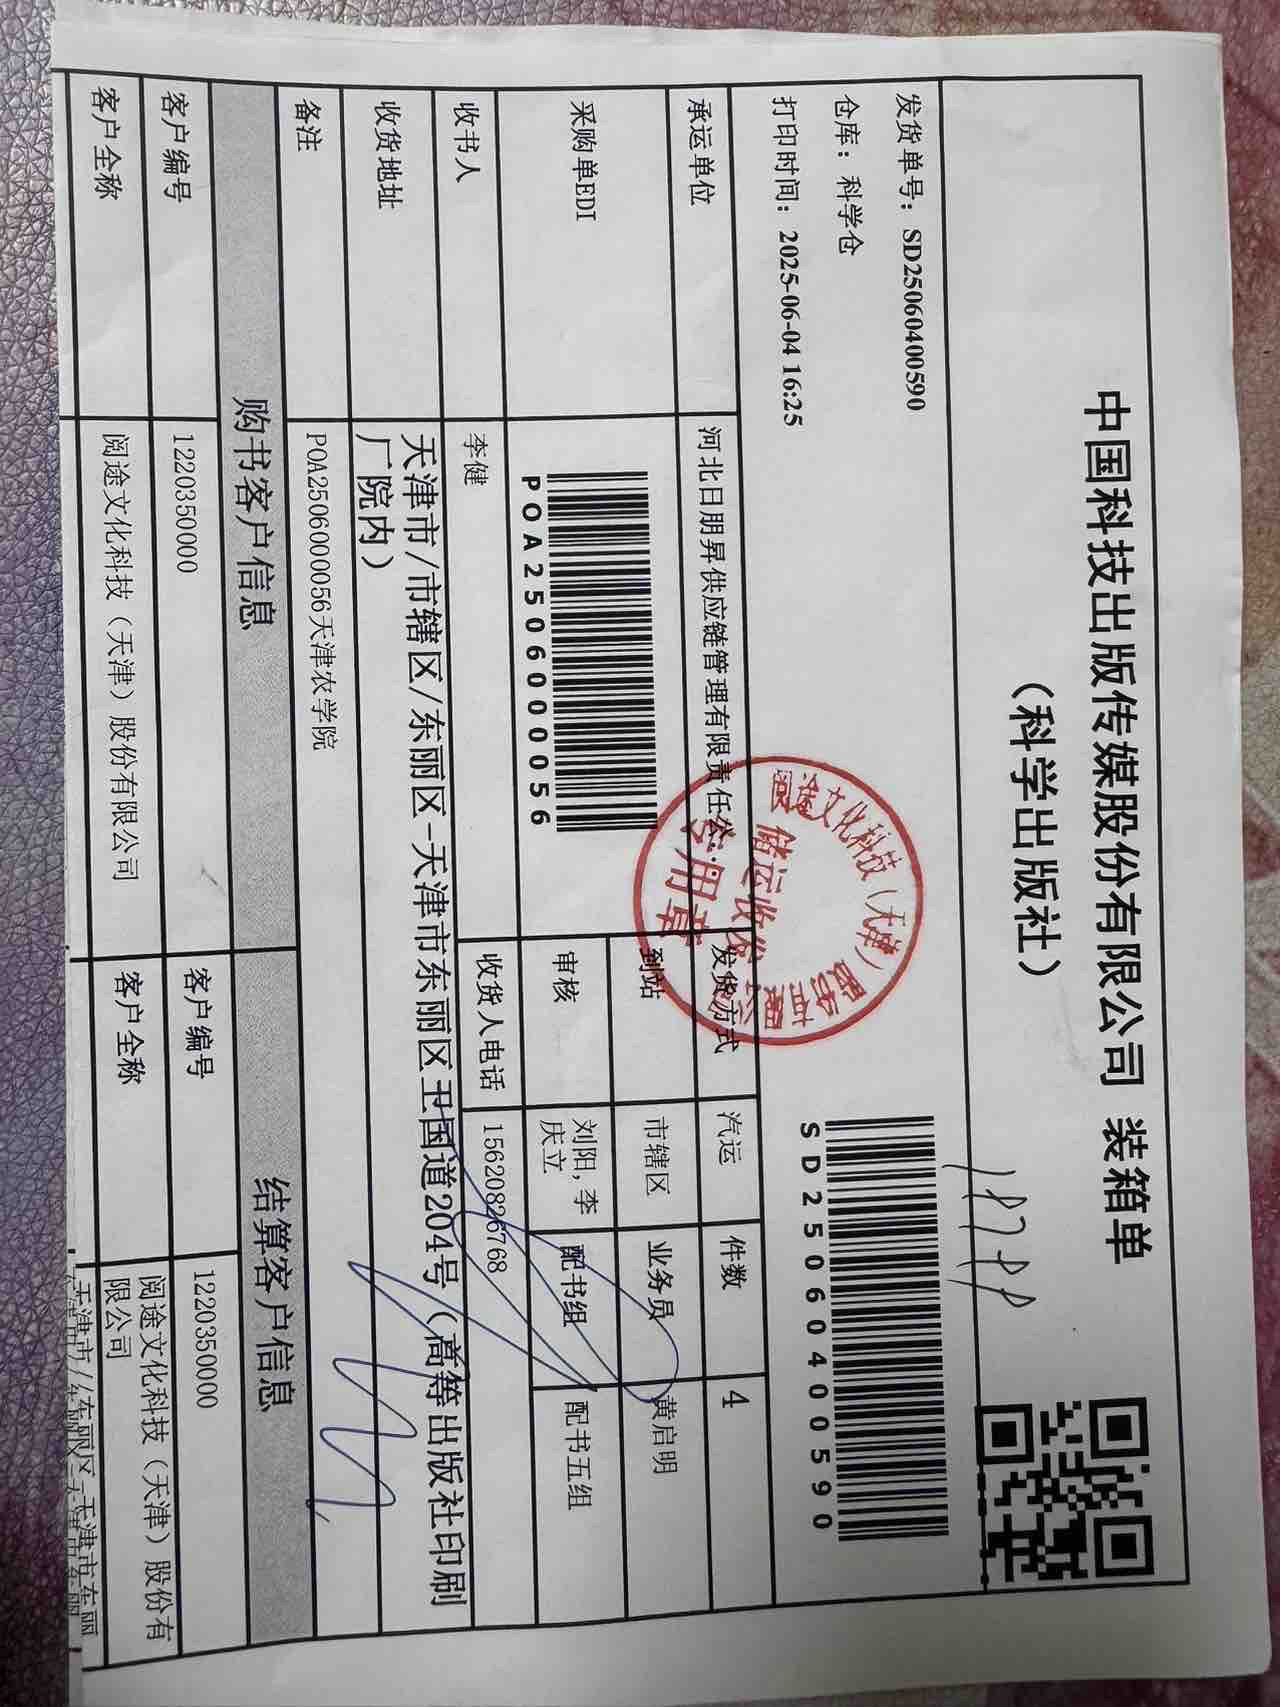 中国科技出版传媒股份有限公司 装箱单
（科学出版社）
发货单号： SD25060400590
仓库： 科学仓
打印时间： 2025-06-04 16:25
SD25060400590
承运单位 河北日朋昇供应链管理有限责任公. 发货方式 汽运 件数 4
采购单EDI POA2506000056 到站 市辖区 业务员 黄启明
审核 刘阳, 李庆立 配书组 配书五组
收书人 李健 收货人电话 15620826768
收货地址 天津市/市辖区/东丽区-天津市东丽区卫国道204号（高等出版社印刷
厂院内）
备注 POA2506000056天津农学院
购书客户信息 结算客户信息
客户编号 1220350000 客户编号 1220350000
客户全称 阅途文化科技（天津）股份有限公司 客户全称 阅途文化科技（天津）股份有
限公司
阅途文化科技（天津）股份有限公司
储运收发
专用章